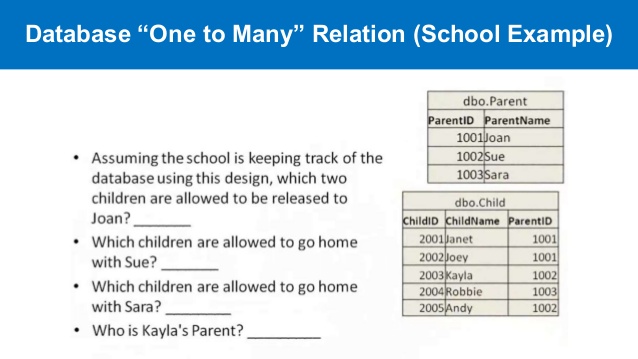 Database “One to Many” Relation (School Example)
• Assuming the school is keeping track of the
database using this design, which two
children are allowed to be released to
Joan? _______
• Which children are allowed to go home
with Sue? _______
• Which children are allowed to go home
with Sara? ________
• Who is Kayla's Parent? _________
dbo.Parent
ParentID ParentName
1001 Joan
1002 Sue
1003 Sara
dbo.Child
ChildID ChildName ParentID
2001 Janet 1001
2002 Joey 1001
2003 Kayla 1002
2004 Robbie 1003
2005 Andy 1002